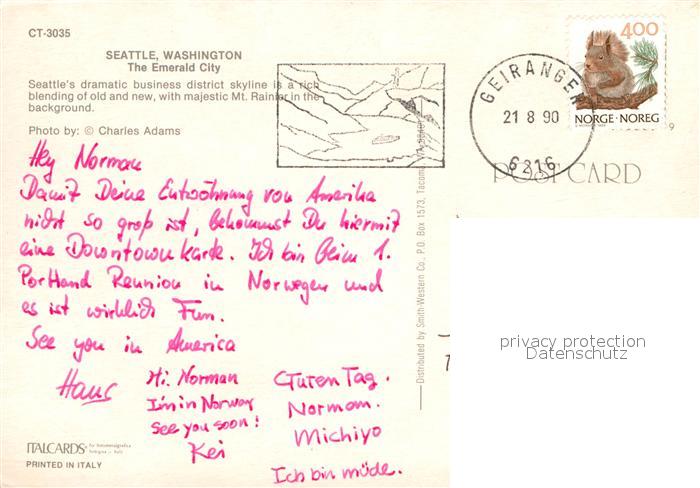 CT-3035
SEATTLE, WASHINGTON
The Emerald City
Seattle's dramatic business district skyline is a rich
blending of old and new, with majestic Mt. Rainier in the
background.
Photo by: © Charles Adams
GEIRANGER
21 8 90
6216
4.00
NORGE·NOREG
POST CARD
9
Hey Norman
Damit Deine Entwöhnung von Amerika
nicht so groß ist, bekommst Du hiermit
eine Downtownkarte. Ich bin beim 1.
Portland Reunion in Norwegen und
es ist wirklich Fun.
See you in America
Hans
Hi. Norman
I'm in Norway
See you soon!
Kei
Guten Tag.
Norman.
Michiyo
Ich bin müde.
Distributed by Smith-Western Co., P.O. Box 1573, Tacoma,
privacy protection
Datenschutz
ITALCARDS
PRINTED IN ITALY